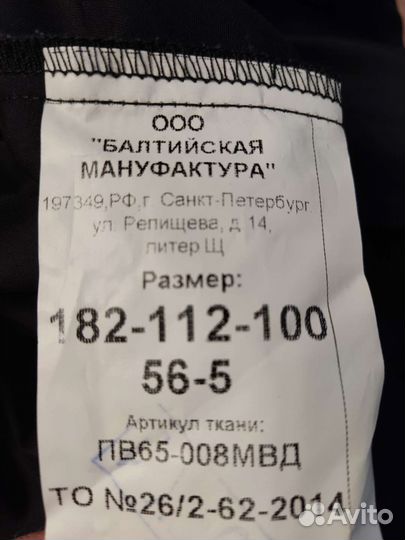 ООО
"БАЛТИЙСКАЯ
МАНУФАКТУРА"
197349,РФ,г. Санкт-Петербург
ул. Репищева, д 14,
литер Щ
Размер:
182-112-100
56-5
Артикул ткани:
ПВ65-008МВД
ТО №26/2-62-2014
Avito